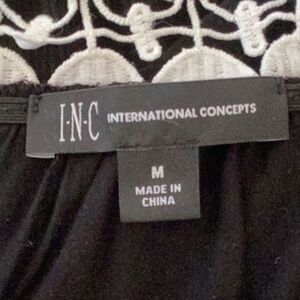 I·N·C INTERNATIONAL CONCEPTS
M
MADE IN
CHINA